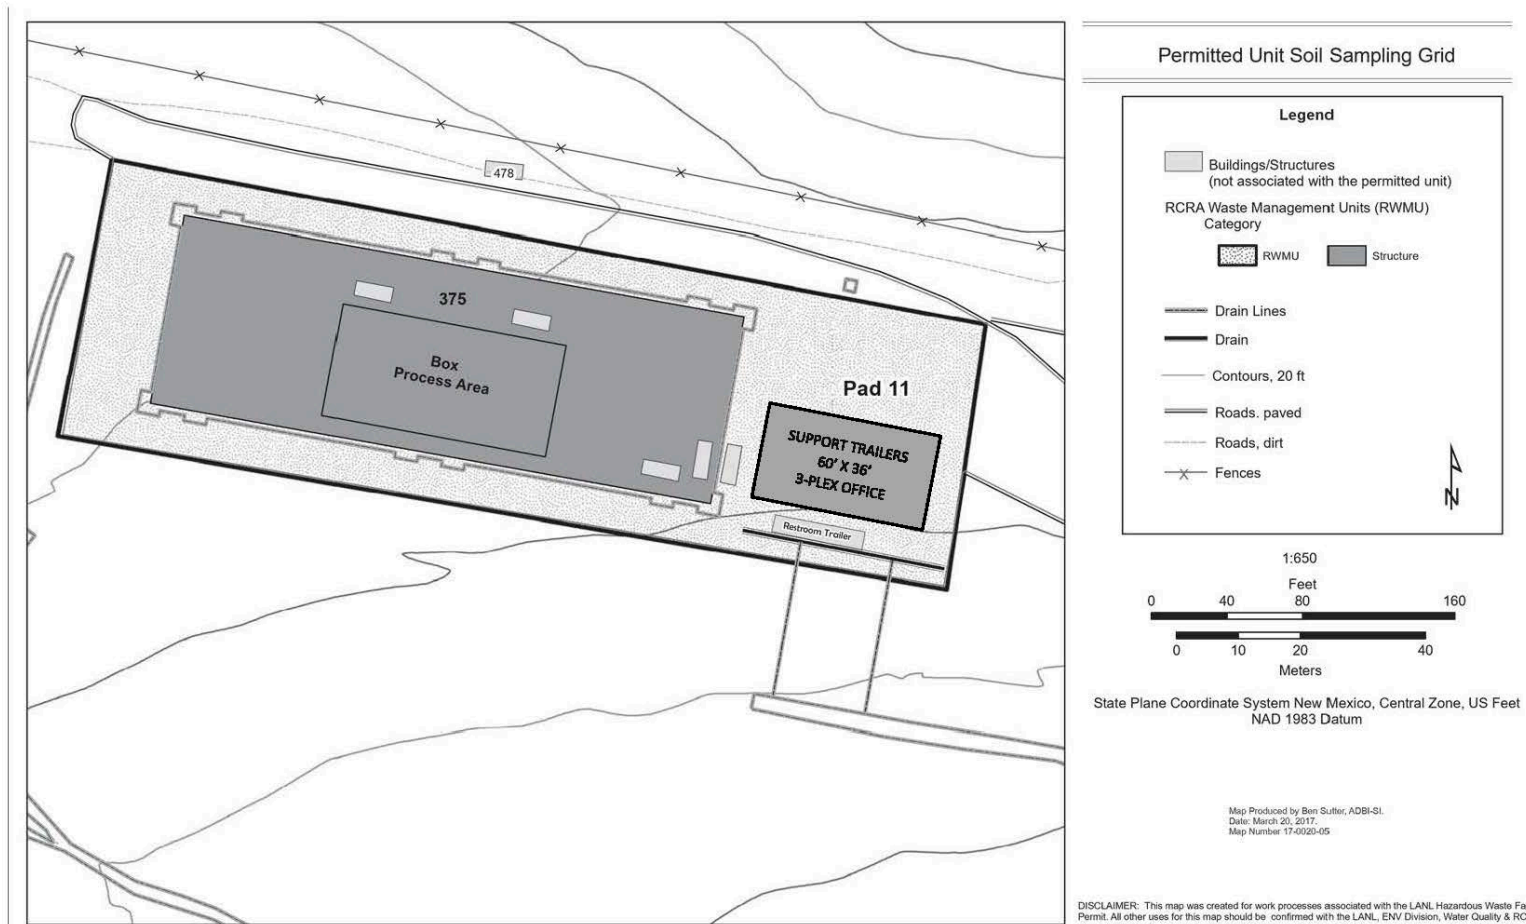 Permitted Unit Soil Sampling Grid
Legend
Buildings/Structures
(not associated with the permitted unit)
RCRA Waste Management Units (RWMU)
Category
RWMU
Structure
Drain Lines
Drain
Contours, 20 ft
Roads. paved
Roads, dirt
Fences
N
478
375
Box
Process Area
Pad 11
SUPPORT TRAILERS
60' X 36'
3-PLEX OFFICE
Restroom Trailer
1:650
Feet
0 40 80 160
0 10 20 40
Meters
State Plane Coordinate System New Mexico, Central Zone, US Feet
NAD 1983 Datum
Map Produced by Ben Sutter, ADBI-SI.
Date: March 20, 2017.
Map Number 17-0020-05
DISCLAIMER: This map was created for work processes associated with the LANL Hazardous Waste Fa
Permit. All other uses for this map should be confirmed with the LANL, ENV Division, Water Quality & RC